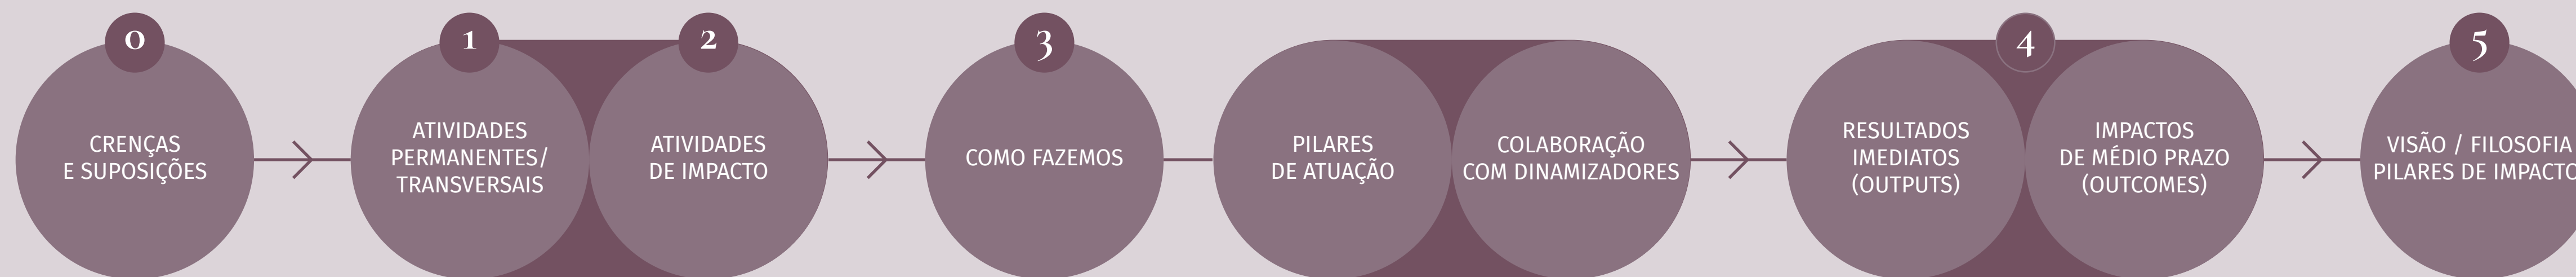 0
CRENÇAS
E SUPOSIÇÕES
1
ATIVIDADES
PERMANENTES/
TRANSVERSAIS
2
ATIVIDADES
DE IMPACTO
3
COMO FAZEMOS
PILARES
DE ATUAÇÃO
COLABORAÇÃO
COM DINAMIZADORES
4
RESULTADOS
IMEDIATOS
(OUTPUTS)
IMPACTOS
DE MÉDIO PRAZO
(OUTCOMES)
5
VISÃO / FILOSOFIA
PILARES DE IMPACTO